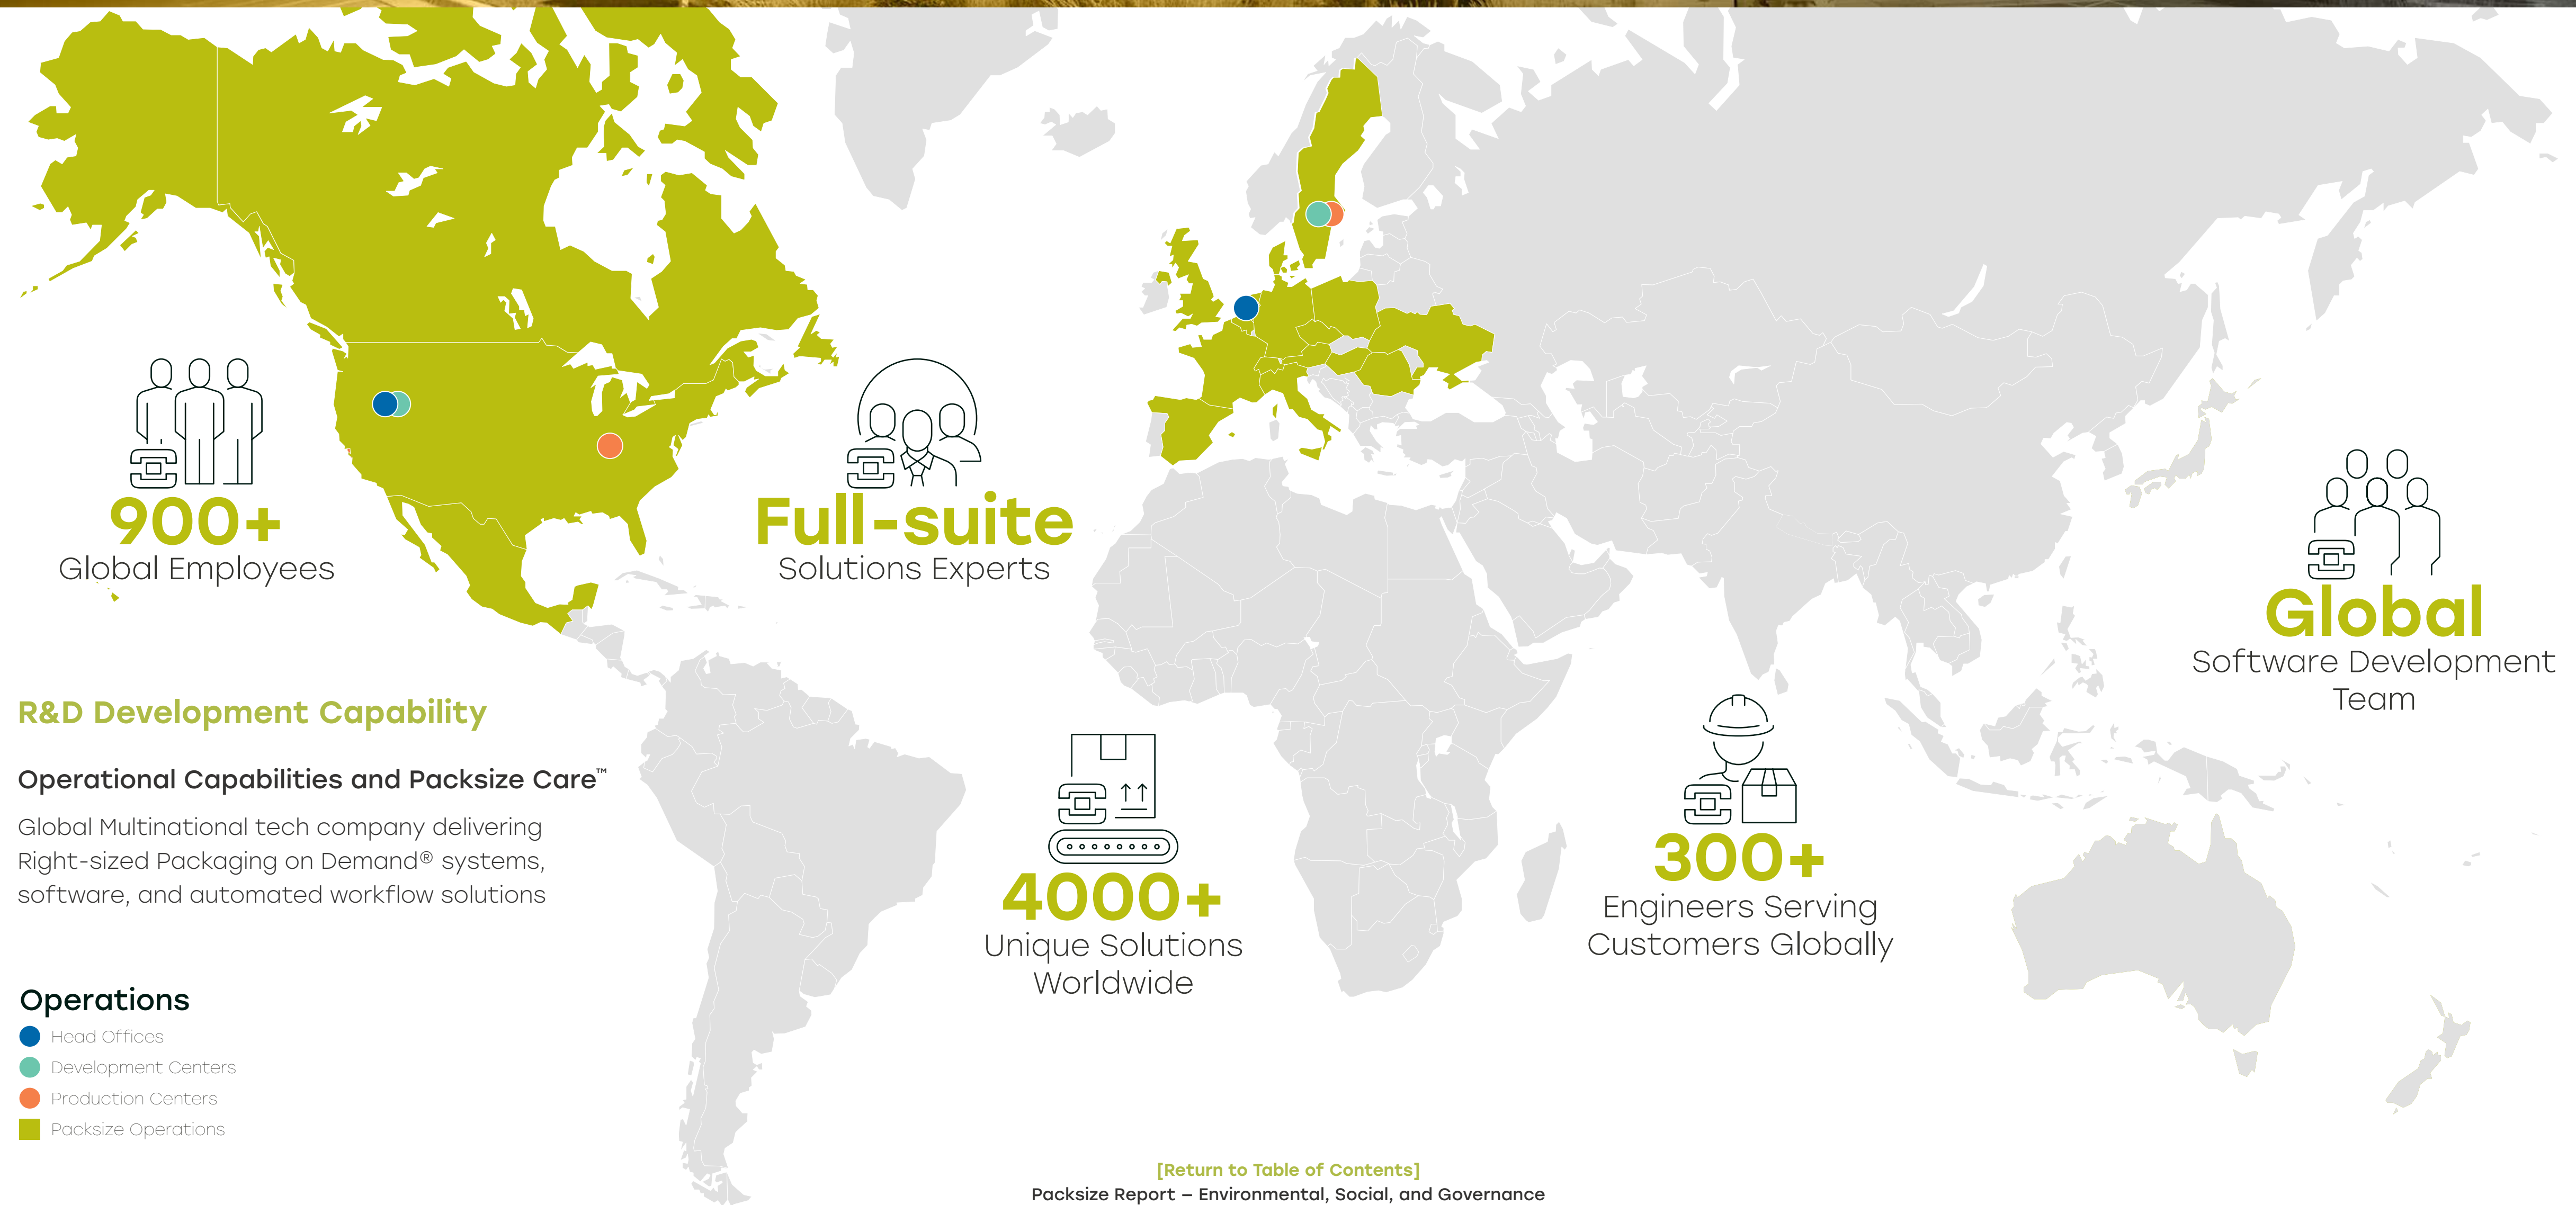 900+
Global Employees
Full-suite
Solutions Experts
Global
Software Development
Team
R&D Development Capability
Operational Capabilities and Packsize Care™
Global Multinational tech company delivering
Right-sized Packaging on Demand® systems,
software, and automated workflow solutions
4000+
Unique Solutions
Worldwide
300+
Engineers Serving
Customers Globally
Operations
Head Offices
Development Centers
Production Centers
Packsize Operations
[Return to Table of Contents]
Packsize Report – Environmental, Social, and Governance